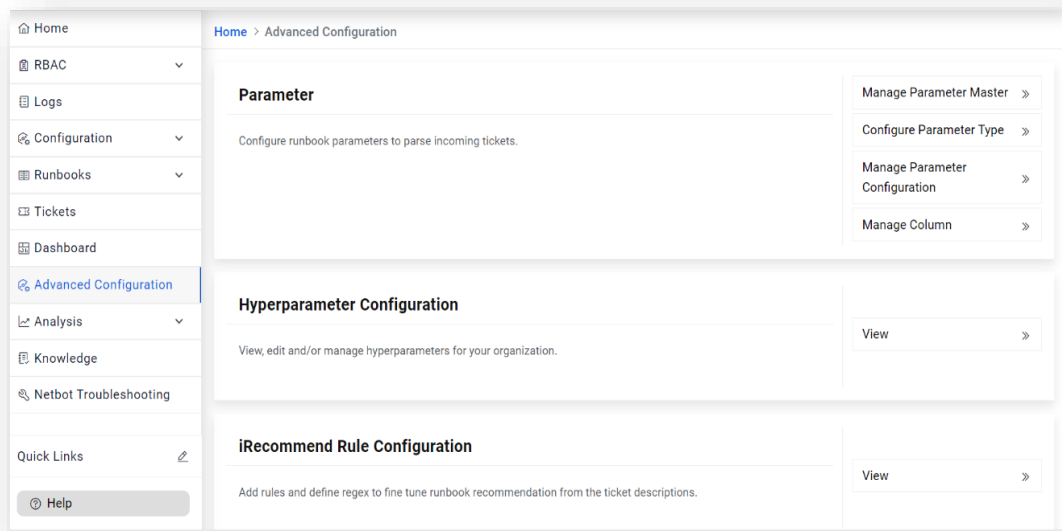 Home
RBAC
Logs
Configuration
Runbooks
Tickets
Dashboard
Advanced Configuration
Analysis
Knowledge
Netbot Troubleshooting
Quick Links
Help
Home > Advanced Configuration
Parameter
Configure runbook parameters to parse incoming tickets.
Manage Parameter Master
Configure Parameter Type
Manage Parameter
Configuration
Manage Column
Hyperparameter Configuration
View, edit and/or manage hyperparameters for your organization.
View
iRecommend Rule Configuration
Add rules and define regex to fine tune runbook recommendation from the ticket descriptions.
View